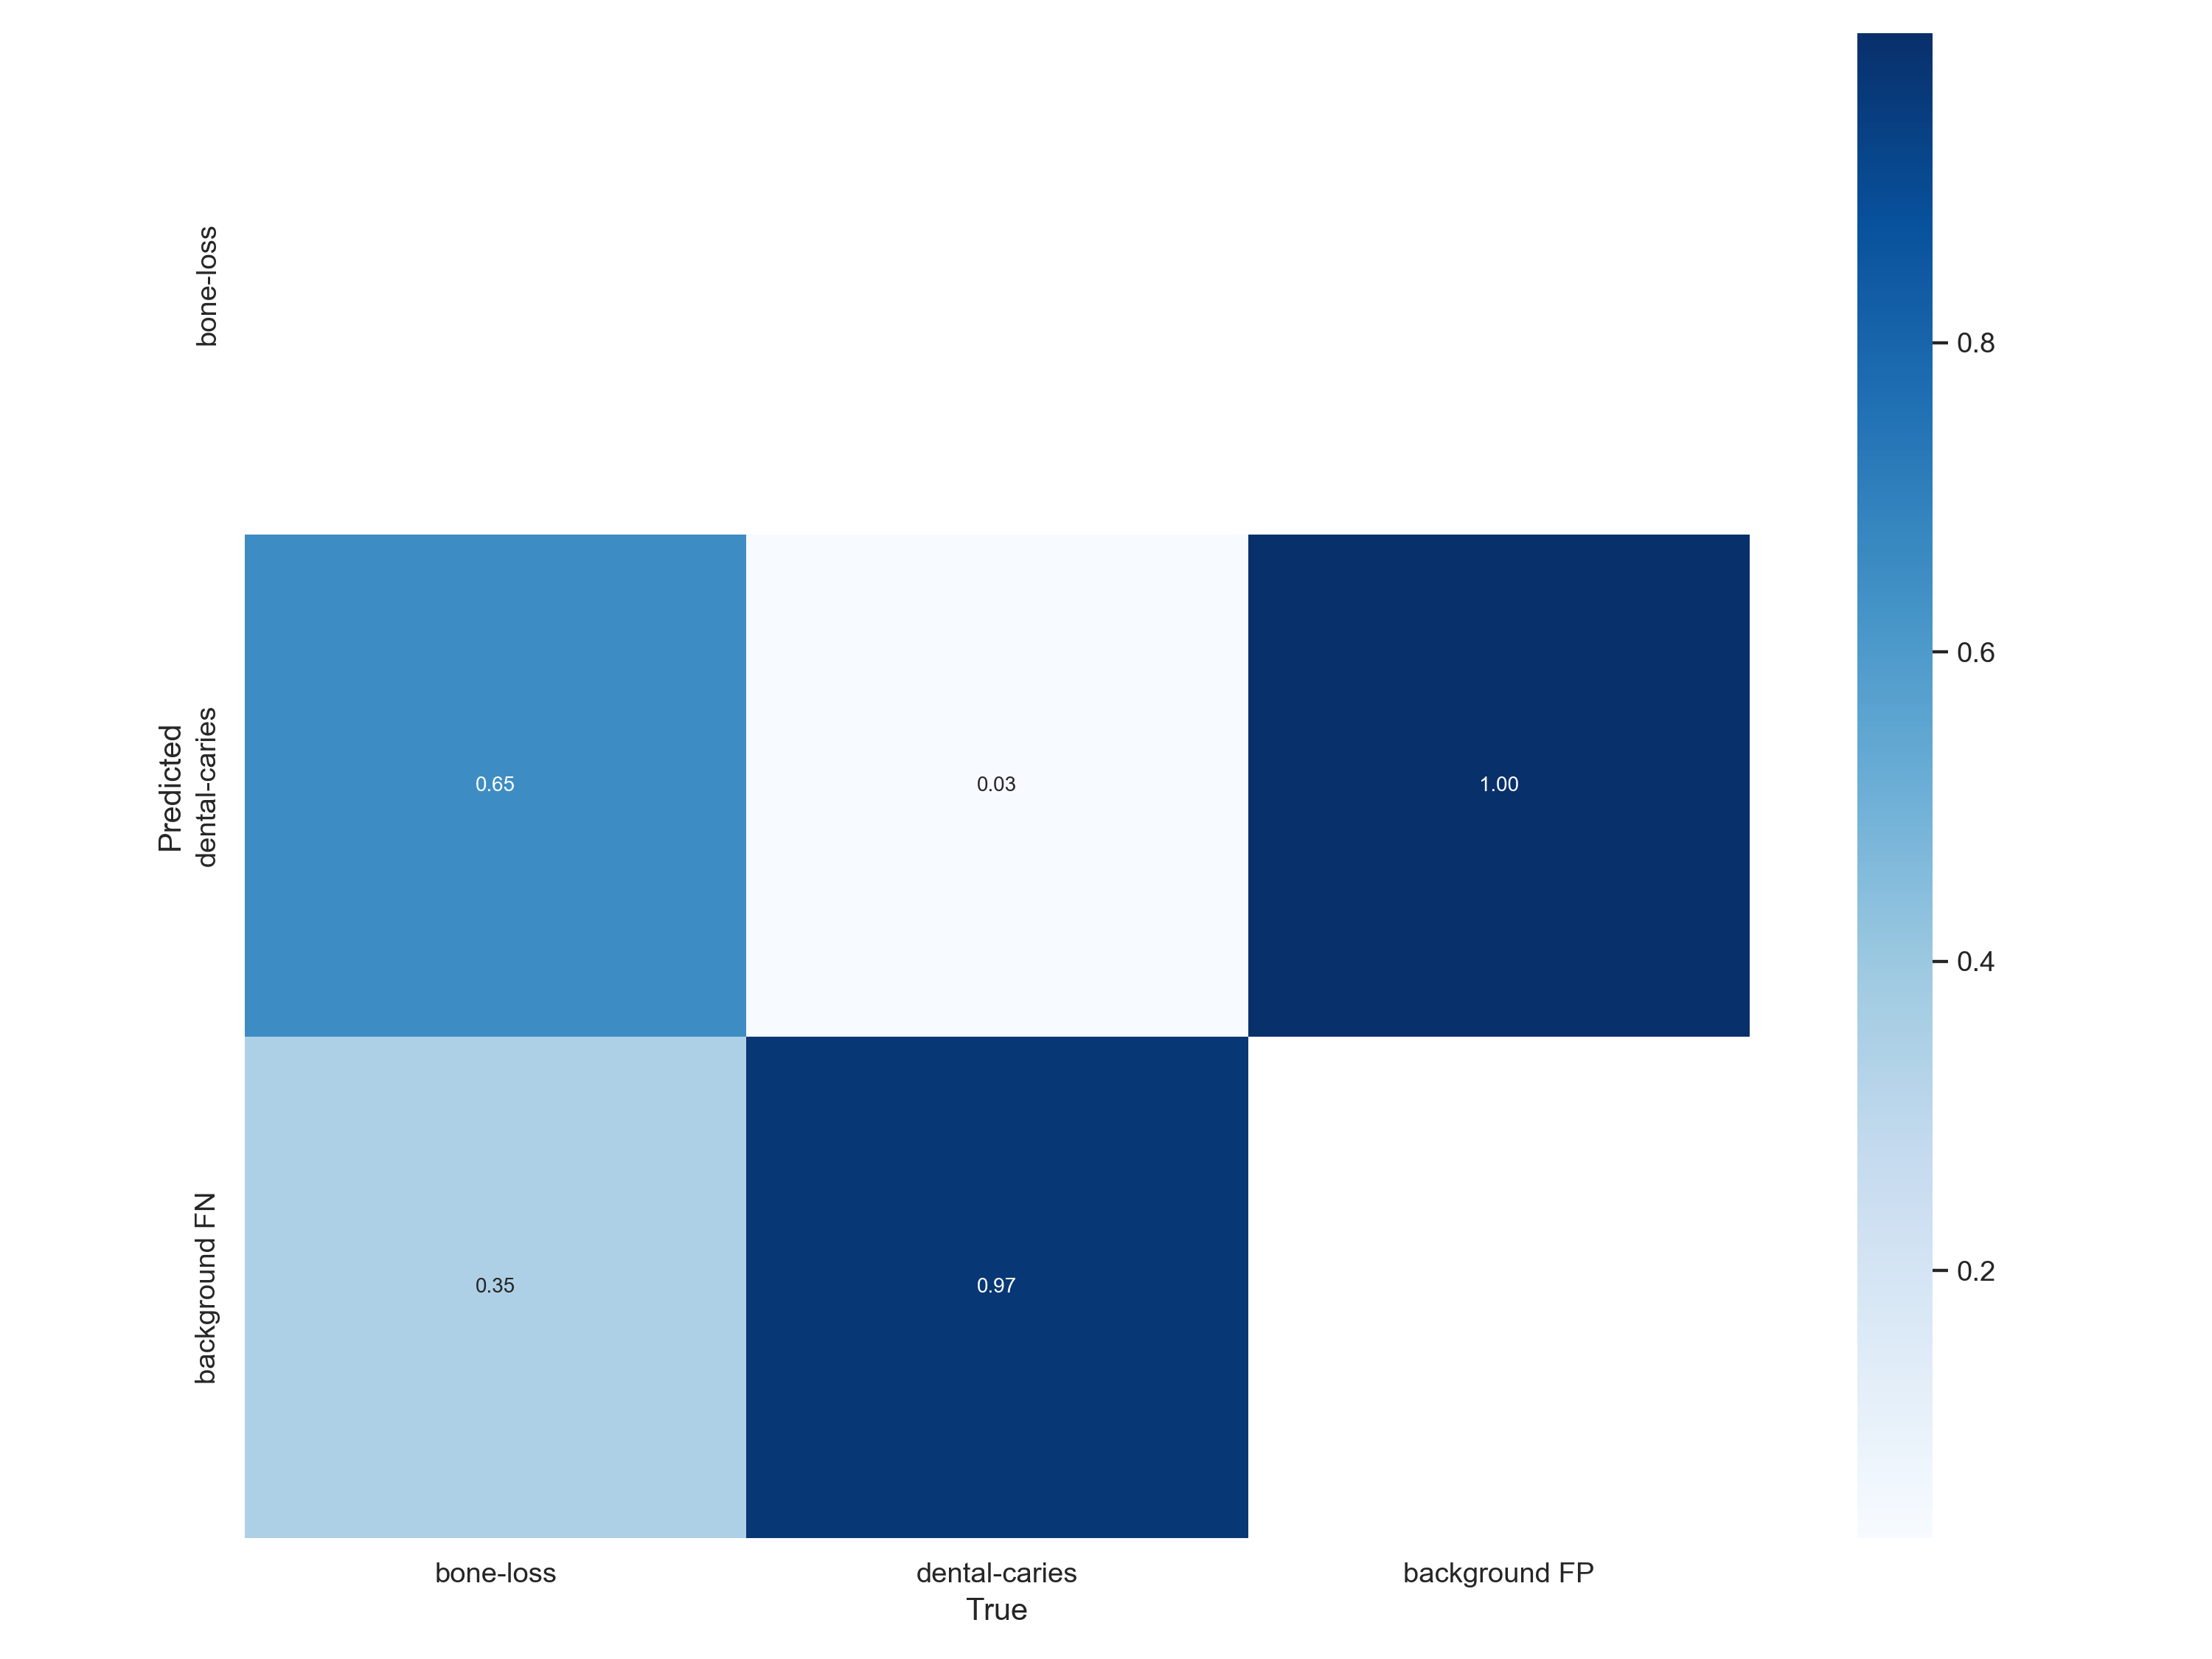 bone-loss
Predicted
dental-caries
background FN
0.65
0.03
1.00
0.35
0.97
bone-loss
dental-caries
background FP
True
0.8
0.6
0.4
0.2